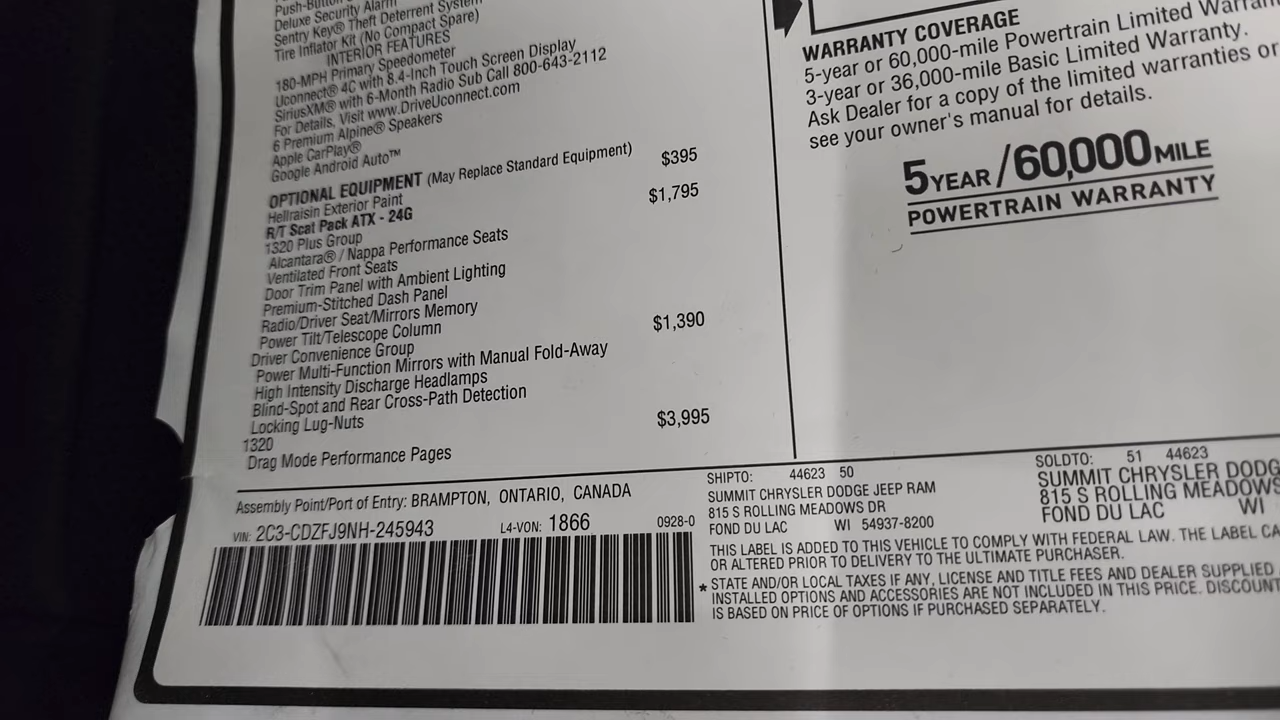 Push-Button
Deluxe Security Alarm
Sentry Key® Theft Deterrent System
Tire Inflator Kit (No Compact Spare)
INTERIOR FEATURES
180-MPH Primary Speedometer
Uconnect® 4C with 8.4-Inch Touch Screen Display
SiriusXM® with 6-Month Radio Sub Call 800-643-2112
For Details, Visit www.DriveUconnect.com
6 Premium Alpine® Speakers
Apple CarPlay®
Google Android Auto™
OPTIONAL EQUIPMENT (May Replace Standard Equipment)
Hellraisin Exterior Paint $395
R/T Scat Pack ATX - 24G
1320 Plus Group $1,795
Alcantara® / Nappa Performance Seats
Ventilated Front Seats
Door Trim Panel with Ambient Lighting
Premium-Stitched Dash Panel
Radio/Driver Seat/Mirrors Memory
Power Tilt/Telescope Column
Driver Convenience Group $1,390
Power Multi-Function Mirrors with Manual Fold-Away
High Intensity Discharge Headlamps
Blind-Spot and Rear Cross-Path Detection
Locking Lug-Nuts
1320 $3,995
Drag Mode Performance Pages
Assembly Point/Port of Entry: BRAMPTON, ONTARIO, CANADA
VIN: 2C3-CDZFJ9NH-245943 L4-VON: 1866 0928-0
WARRANTY COVERAGE
5-year or 60,000-mile Powertrain Limited
3-year or 36,000-mile Basic Limited Warranty.
Ask Dealer for a copy of the limited warranties or
see your owner's manual for details.
5 YEAR / 60,000 MILE
POWERTRAIN WARRANTY
SHIPTO: 44623 50
SUMMIT CHRYSLER DODGE JEEP RAM
815 S ROLLING MEADOWS DR
FOND DU LAC WI 54937-8200
SOLDTO: 51 44623
SUMMIT CHRYSLER DODG
815 S ROLLING MEADOWS
FOND DU LAC WI
THIS LABEL IS ADDED TO THIS VEHICLE TO COMPLY WITH FEDERAL LAW. THE LABEL CA
OR ALTERED PRIOR TO DELIVERY TO THE ULTIMATE PURCHASER.
* STATE AND/OR LOCAL TAXES IF ANY, LICENSE AND TITLE FEES AND DEALER SUPPLIED
INSTALLED OPTIONS AND ACCESSORIES ARE NOT INCLUDED IN THIS PRICE. DISCOUNT
IS BASED ON PRICE OF OPTIONS IF PURCHASED SEPARATELY.